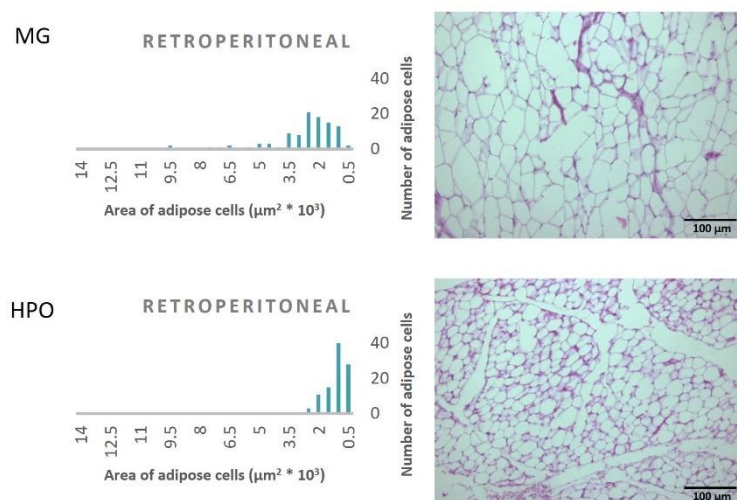 MG
RETROPERITONEAL
40
20
0
Number of adipose cells
14
12.5
11
9.5
8
6.5
5
3.5
2
0.5
Area of adipose cells (µm² * 10³)
100 µm
HPO
RETROPERITONEAL
40
20
0
Number of adipose cells
14
12.5
11
9.5
8
6.5
5
3.5
2
0.5
Area of adipose cells (µm² * 10³)
100 µm